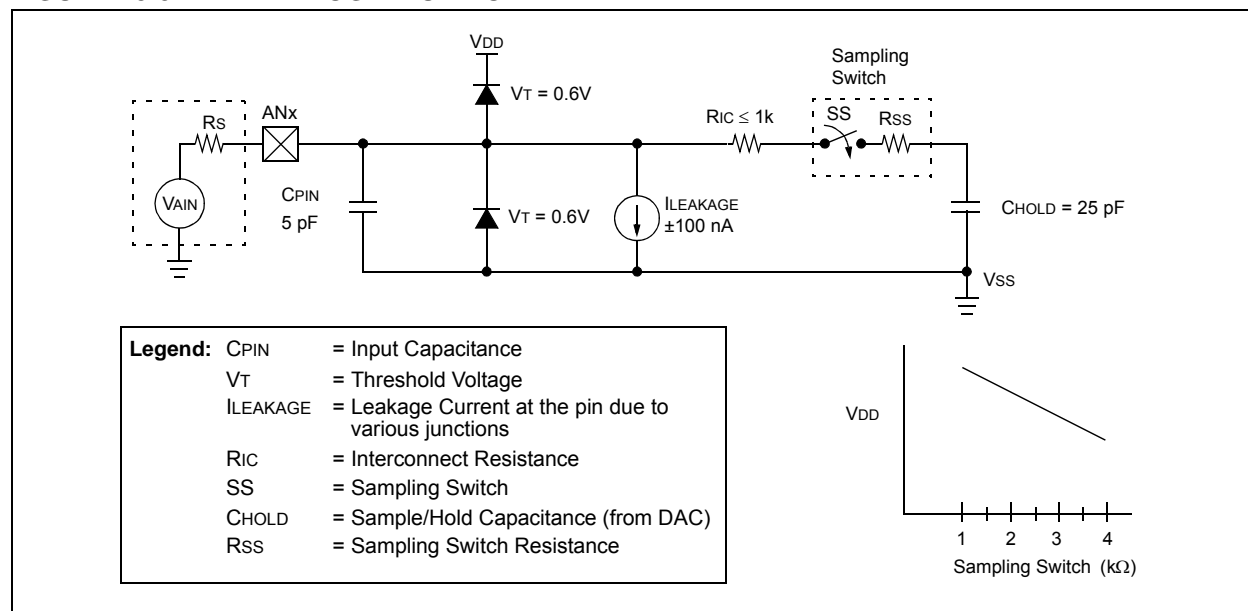 VDD
Sampling
Switch
VT = 0.6V
RIC ≤ 1k
SS
RSS
ANx
RS
VAIN
CPIN
5 pF
VT = 0.6V
ILEAKAGE
±100 nA
CHOLD = 25 pF
VSS
Legend: CPIN = Input Capacitance
VT = Threshold Voltage
ILEAKAGE = Leakage Current at the pin due to
various junctions
RIC = Interconnect Resistance
SS = Sampling Switch
CHOLD = Sample/Hold Capacitance (from DAC)
RSS = Sampling Switch Resistance
VDD
1 2 3 4
Sampling Switch (kΩ)